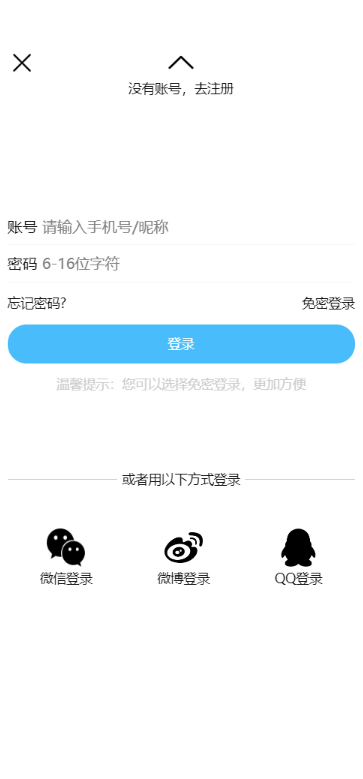 没有账号，去注册
账号 请输入手机号/昵称
密码 6-16位字符
忘记密码? 免密登录
登录
温馨提示：您可以选择免密登录，更加方便
或者用以下方式登录
微信登录 微博登录 QQ登录